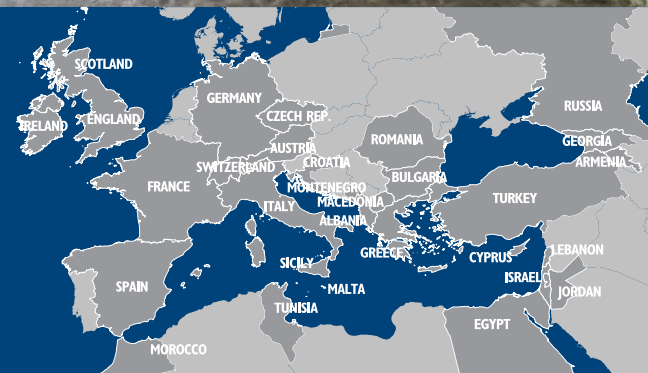 SCOTLAND
IRELAND
ENGLAND
GERMANY
CZECH REP.
RUSSIA
AUSTRIA
ROMANIA
GEORGIA
SWITZERLAND
CROATIA
ARMENIA
FRANCE
MONTENEGRO
BULGARIA
ITALY
MACEDONIA
TURKEY
ALBANIA
GREECE
CYPRUS
LEBANON
SICILY
ISRAEL
SPAIN
MALTA
JORDAN
TUNISIA
EGYPT
MOROCCO